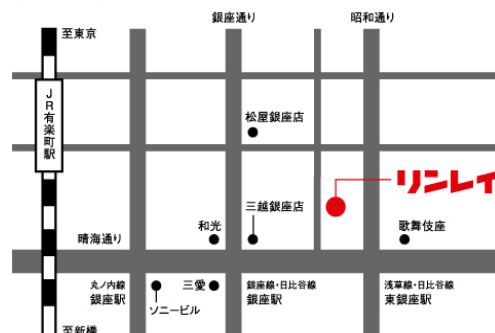 銀座通り
昭和通り
至東京
JR有楽町駅
松屋銀座店
リンレイ
三越銀座店
和光
歌舞伎座
晴海通り
丸ノ内線
銀座駅
ソニービル
三愛
銀座線・日比谷線
銀座駅
浅草線・日比谷線
東銀座駅
至新橋